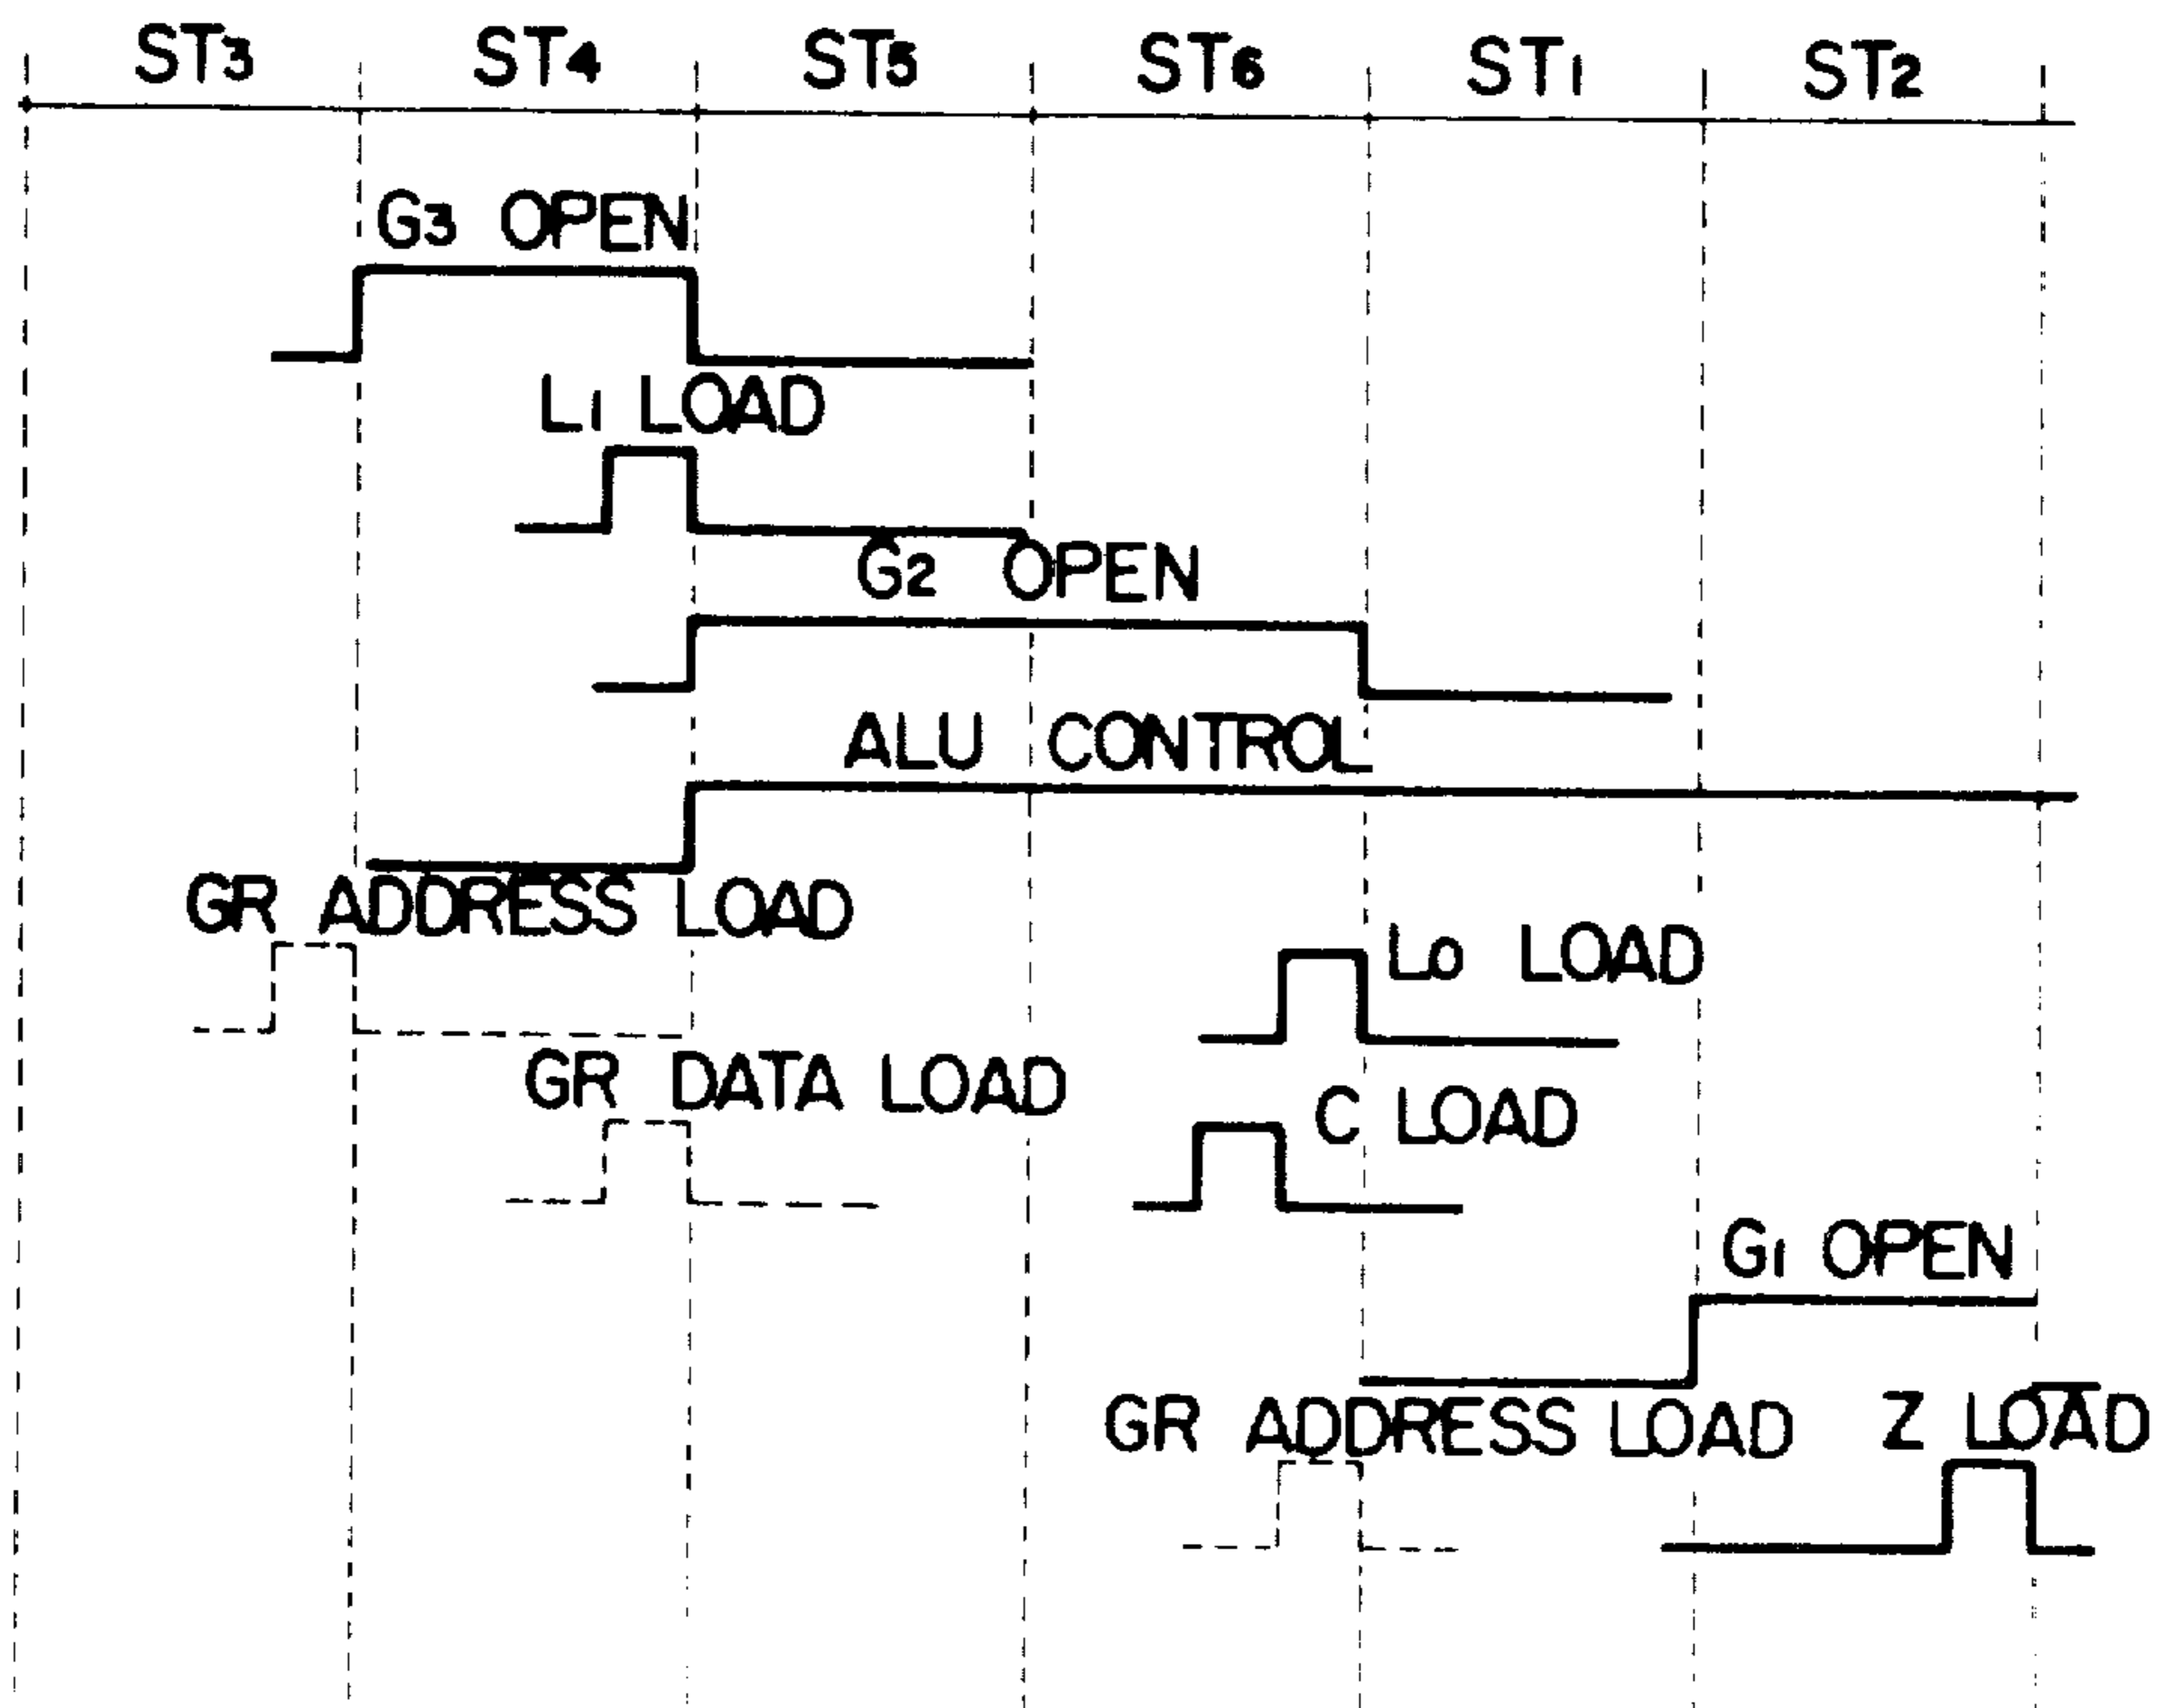 ST3 ST4 ST5 ST6 ST1 ST2
G3 OPEN
L1 LOAD
G2 OPEN
ALU CONTROL
GR ADDRESS LOAD
L0 LOAD
GR DATA LOAD
C LOAD
G1 OPEN
GR ADDRESS LOAD
Z LOAD